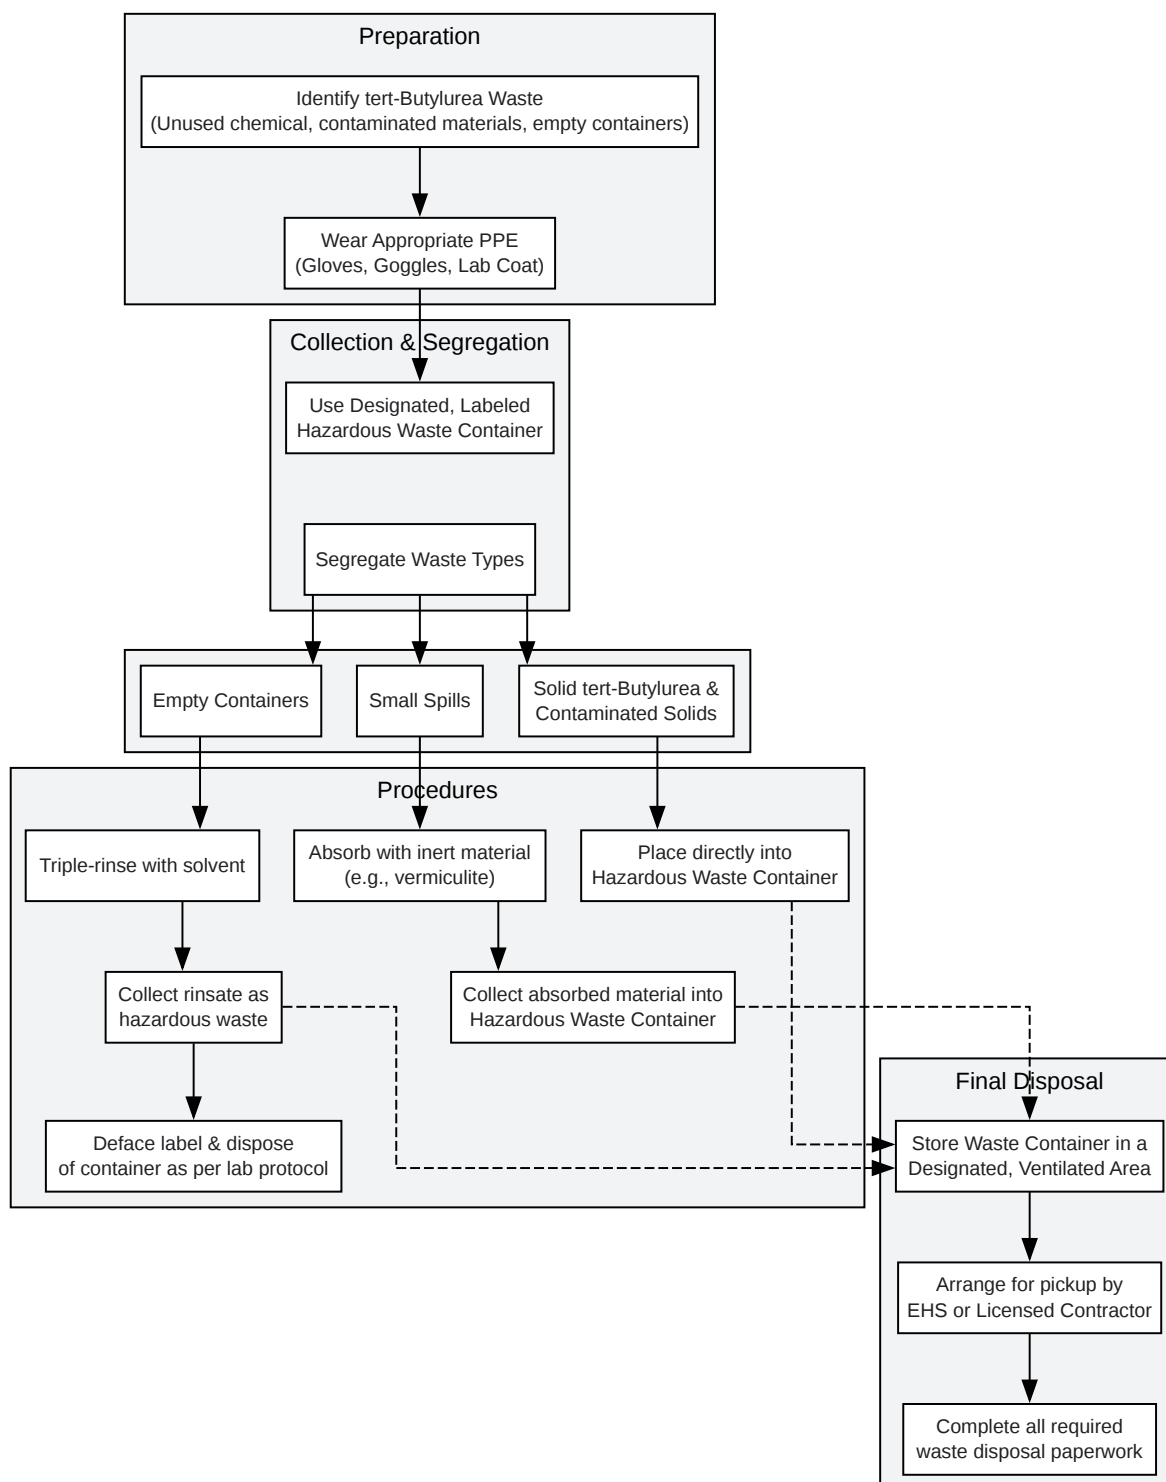 Preparation
Identify tert-Butylurea Waste
(Unused chemical, contaminated materials, empty containers)
Wear Appropriate PPE
(Gloves, Goggles, Lab Coat)
Collection & Segregation
Use Designated, Labeled
Hazardous Waste Container
Segregate Waste Types
Empty Containers
Small Spills
Solid tert-Butylurea &
Contaminated Solids
Procedures
Triple-rinse with solvent
Absorb with inert material
(e.g., vermiculite)
Place directly into
Hazardous Waste Container
Collect rinsate as
hazardous waste
Collect absorbed material into
Hazardous Waste Container
Deface label & dispose
of container as per lab protocol
Final Disposal
Store Waste Container in a
Designated, Ventilated Area
Arrange for pickup by
EHS or Licensed Contractor
Complete all required
waste disposal paperwork